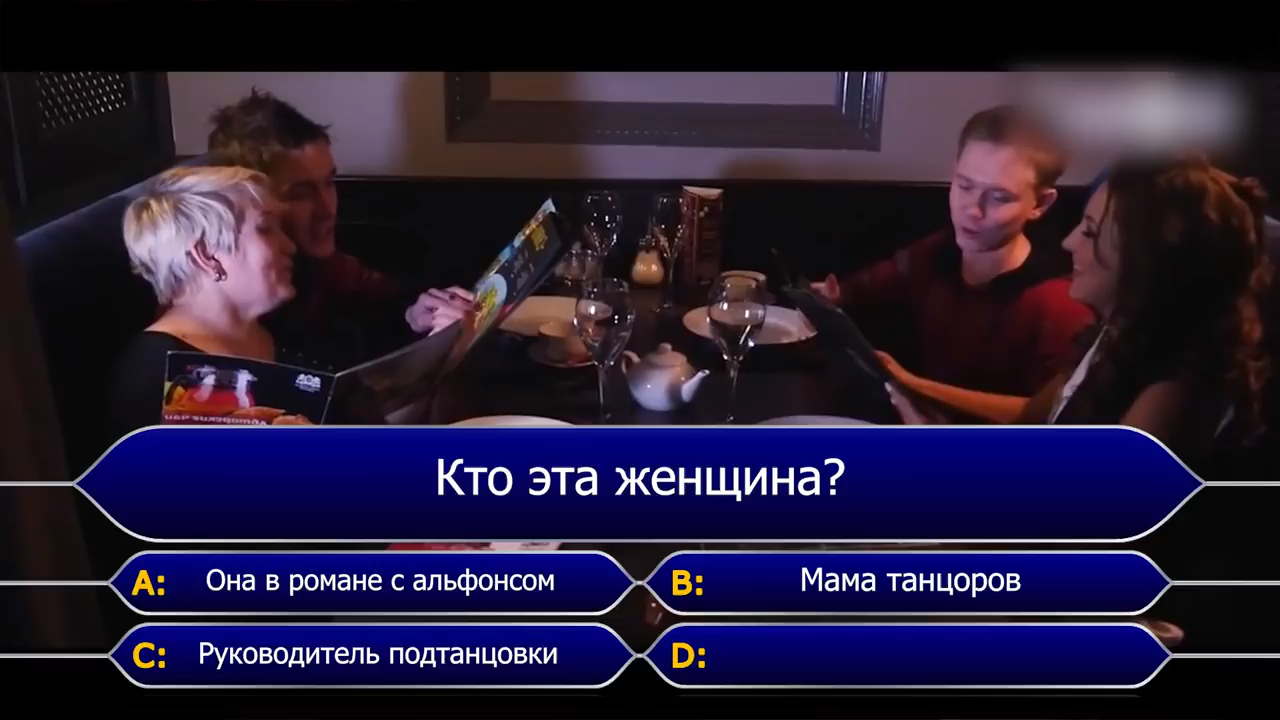 Кто эта женщина?
A: Она в романе с альфонсом
B: Мама танцоров
C: Руководитель подтанцовки
D: